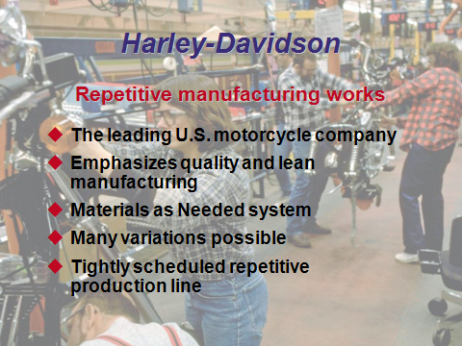 Harley-Davidson
Repetitive manufacturing works
The leading U.S. motorcycle company
Emphasizes quality and lean
manufacturing
Materials as Needed system
Many variations possible
Tightly scheduled repetitive
production line